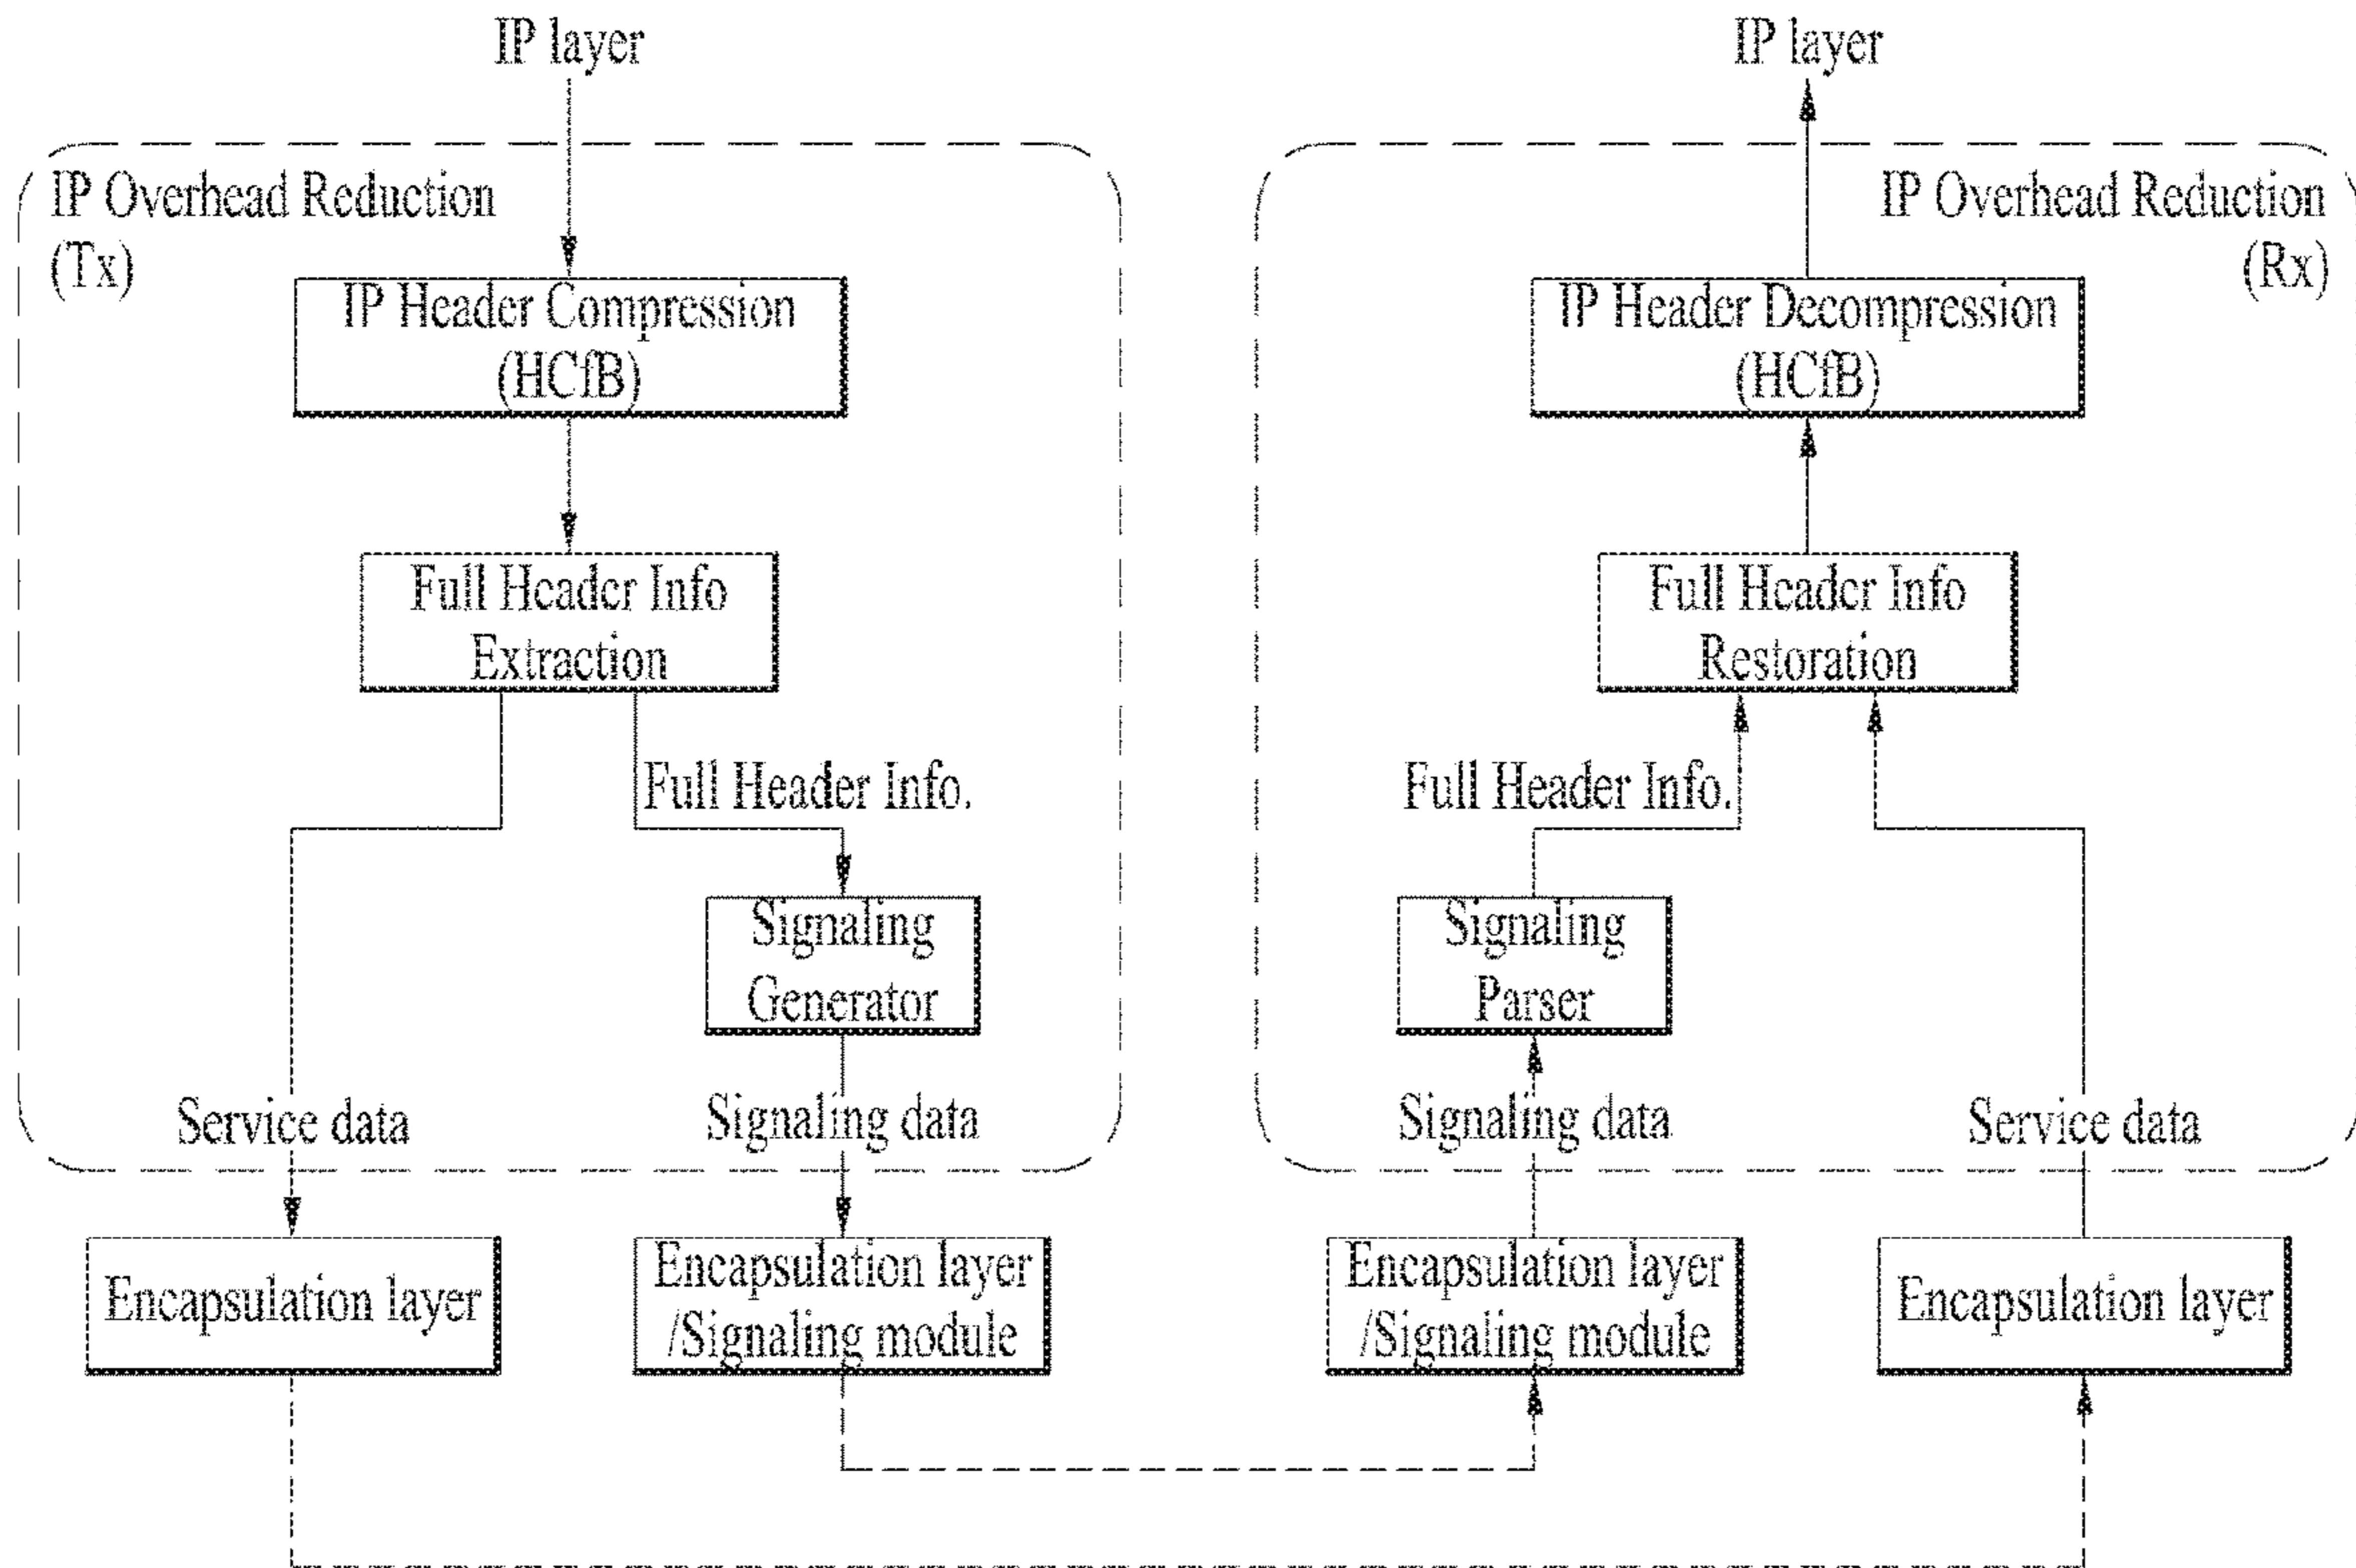 IP layer
IP Overhead Reduction
(Tx)
IP Header Compression
(HCfB)
Full Header Info
Extraction
Full Header Info.
Signaling
Generator
Service data
Signaling data
Encapsulation layer
Encapsulation layer
/Signaling module
IP layer
IP Overhead Reduction
(Rx)
IP Header Decompression
(HCfB)
Full Header Info
Restoration
Full Header Info.
Signaling
Parser
Signaling data
Service data
Encapsulation layer
/Signaling module
Encapsulation layer